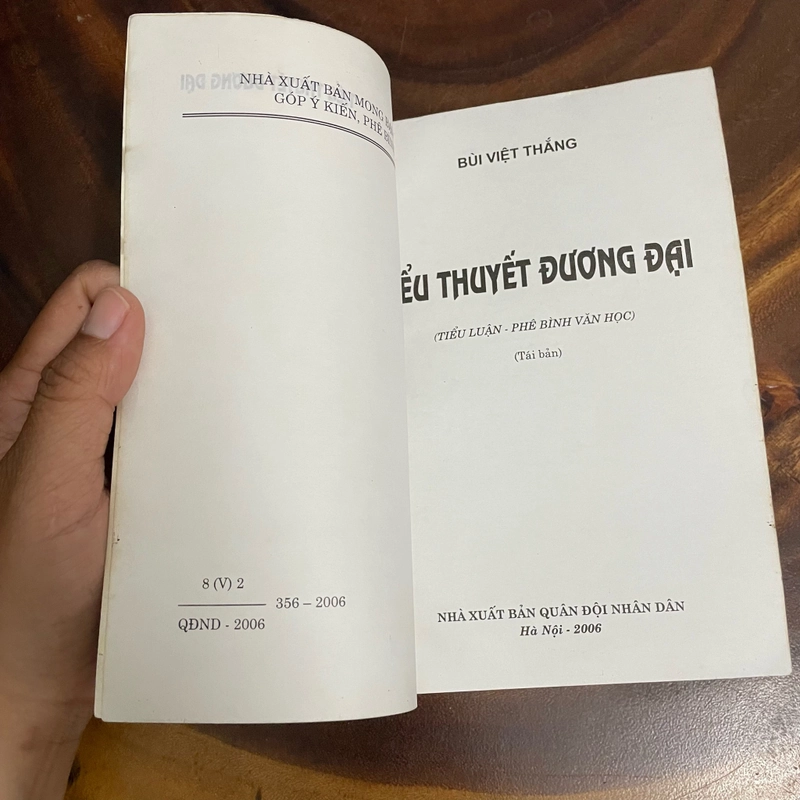 NHÀ XUẤT BẢN MONG
GÓP Ý KIẾN, PHÊ
8 (V) 2
356 – 2006
QĐND - 2006
BÙI VIỆT THẮNG
ỂU THUYẾT ĐƯƠNG ĐẠI
(TIỂU LUẬN - PHÊ BÌNH VĂN HỌC)
(Tái bản)
NHÀ XUẤT BẢN QUÂN ĐỘI NHÂN DÂN
Hà Nội - 2006